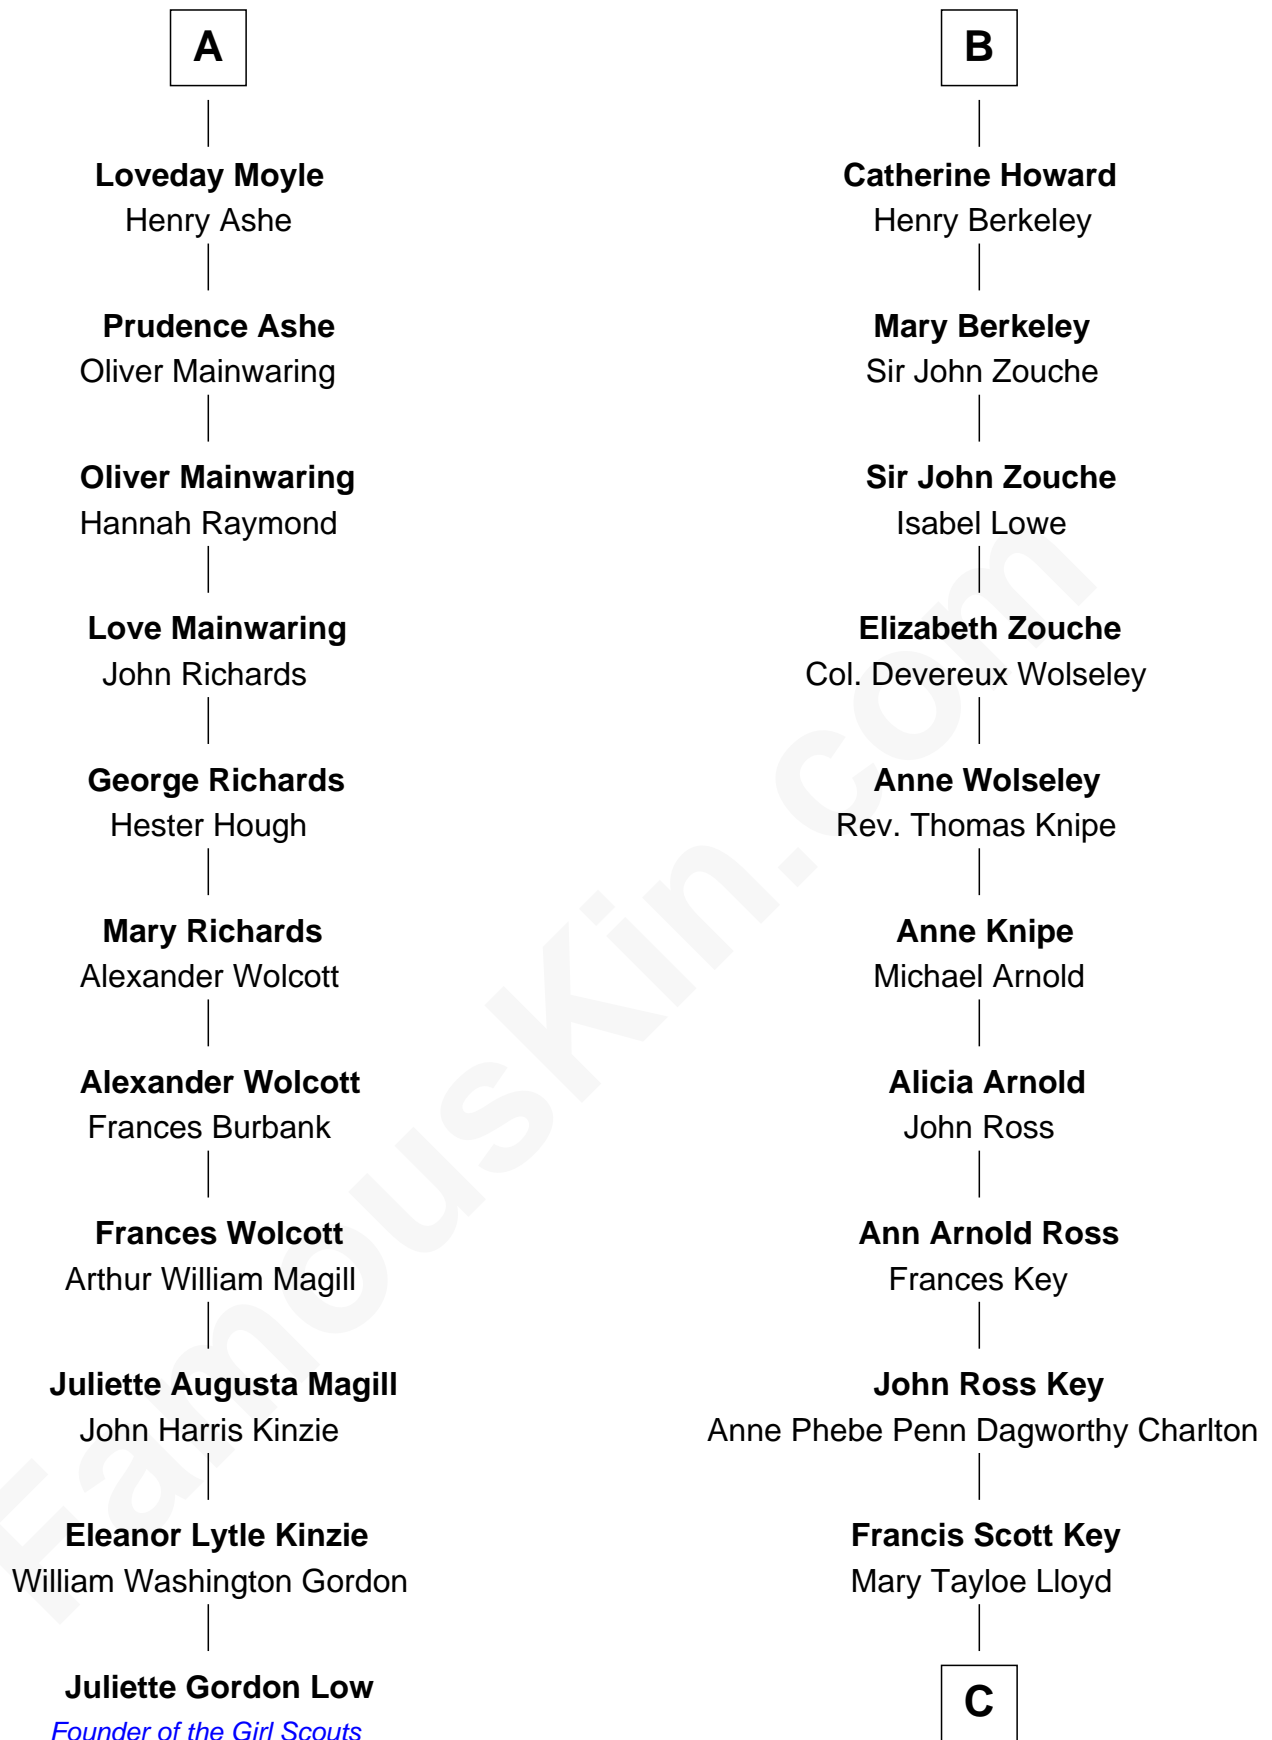 A
Loveday Moyle
Henry Ashe
Prudence Ashe
Oliver Mainwaring
Oliver Mainwaring
Hannah Raymond
Love Mainwaring
John Richards
George Richards
Hester Hough
Mary Richards
Alexander Wolcott
Alexander Wolcott
Frances Burbank
Frances Wolcott
Arthur William Magill
Juliette Augusta Magill
John Harris Kinzie
Eleanor Lytle Kinzie
William Washington Gordon
Juliette Gordon Low
Founder of the Girl Scouts
B
Catherine Howard
Henry Berkeley
Mary Berkeley
Sir John Zouche
Sir John Zouche
Isabel Lowe
Elizabeth Zouche
Col. Devereux Wolseley
Anne Wolseley
Rev. Thomas Knipe
Anne Knipe
Michael Arnold
Alicia Arnold
John Ross
Ann Arnold Ross
Frances Key
John Ross Key
Anne Phebe Penn Dagworthy Charlton
Francis Scott Key
Mary Tayloe Lloyd
C
FamousKin.com